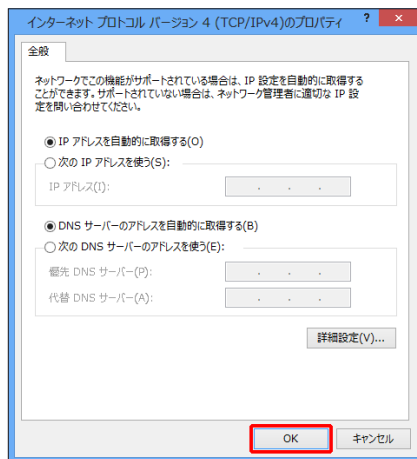 インターネット プロトコル バージョン 4 (TCP/IPv4)のプロパティ
?
×
全般
ネットワークでこの機能がサポートされている場合は、IP 設定を自動的に取得する
ことができます。サポートされていない場合は、ネットワーク管理者に適切な IP 設
定を問い合わせてください。
IP アドレスを自動的に取得する(O)
次の IP アドレスを使う(S):
IP アドレス(I):
DNS サーバーのアドレスを自動的に取得する(B)
次の DNS サーバーのアドレスを使う(E):
優先 DNS サーバー(P):
代替 DNS サーバー(A):
詳細設定(V)...
OK
キャンセル